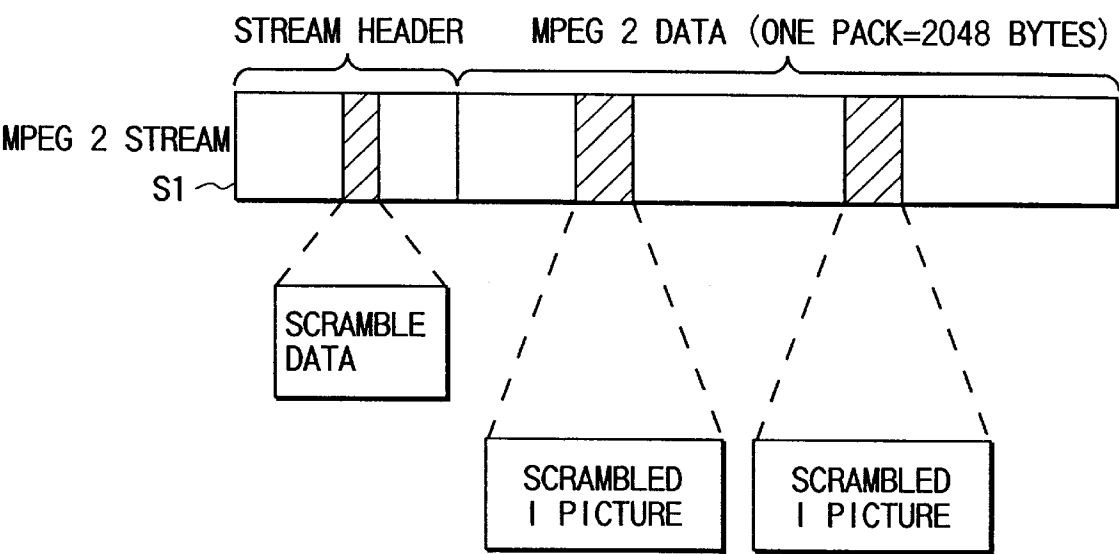 STREAM HEADER
MPEG 2 DATA (ONE PACK=2048 BYTES)
MPEG 2 STREAM
S1
SCRAMBLE
DATA
SCRAMBLED
I PICTURE
SCRAMBLED
I PICTURE